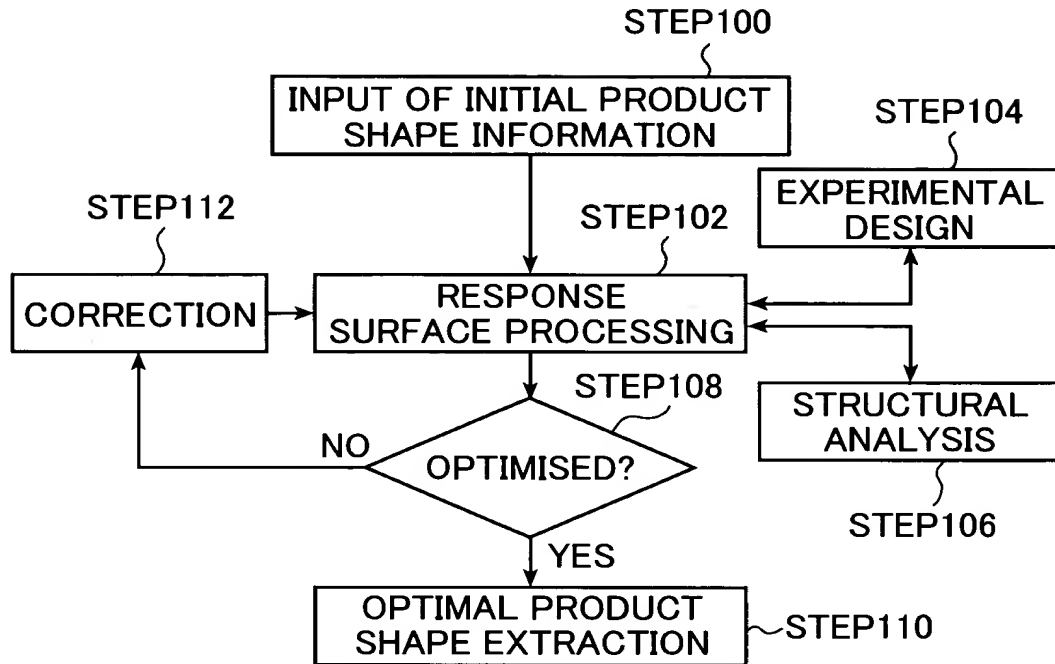 STEP100
INPUT OF INITIAL PRODUCT
SHAPE INFORMATION
STEP104
EXPERIMENTAL
DESIGN
STEP112
STEP102
CORRECTION
RESPONSE
SURFACE PROCESSING
STEP108
STRUCTURAL
ANALYSIS
NO
OPTIMISED?
STEP106
YES
OPTIMAL PRODUCT
SHAPE EXTRACTION
STEP110